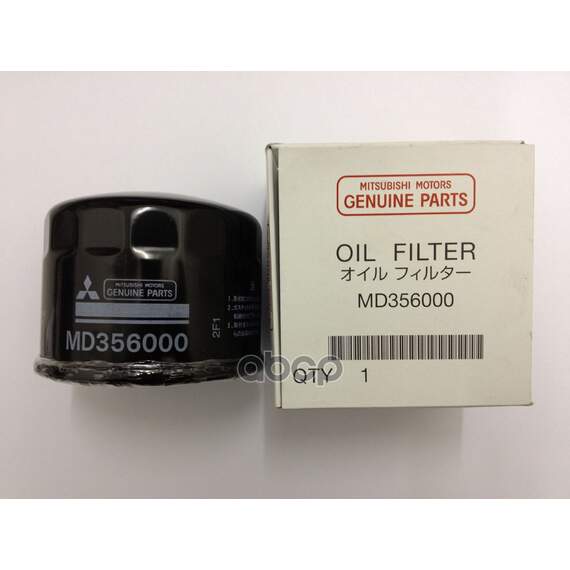 MITSUBISHI MOTORS
GENUINE PARTS
MD356000
2F1
MITSUBISHI MOTORS
GENUINE PARTS
OIL FILTER
オイル フィルター
MD356000
QTY 1
abcp